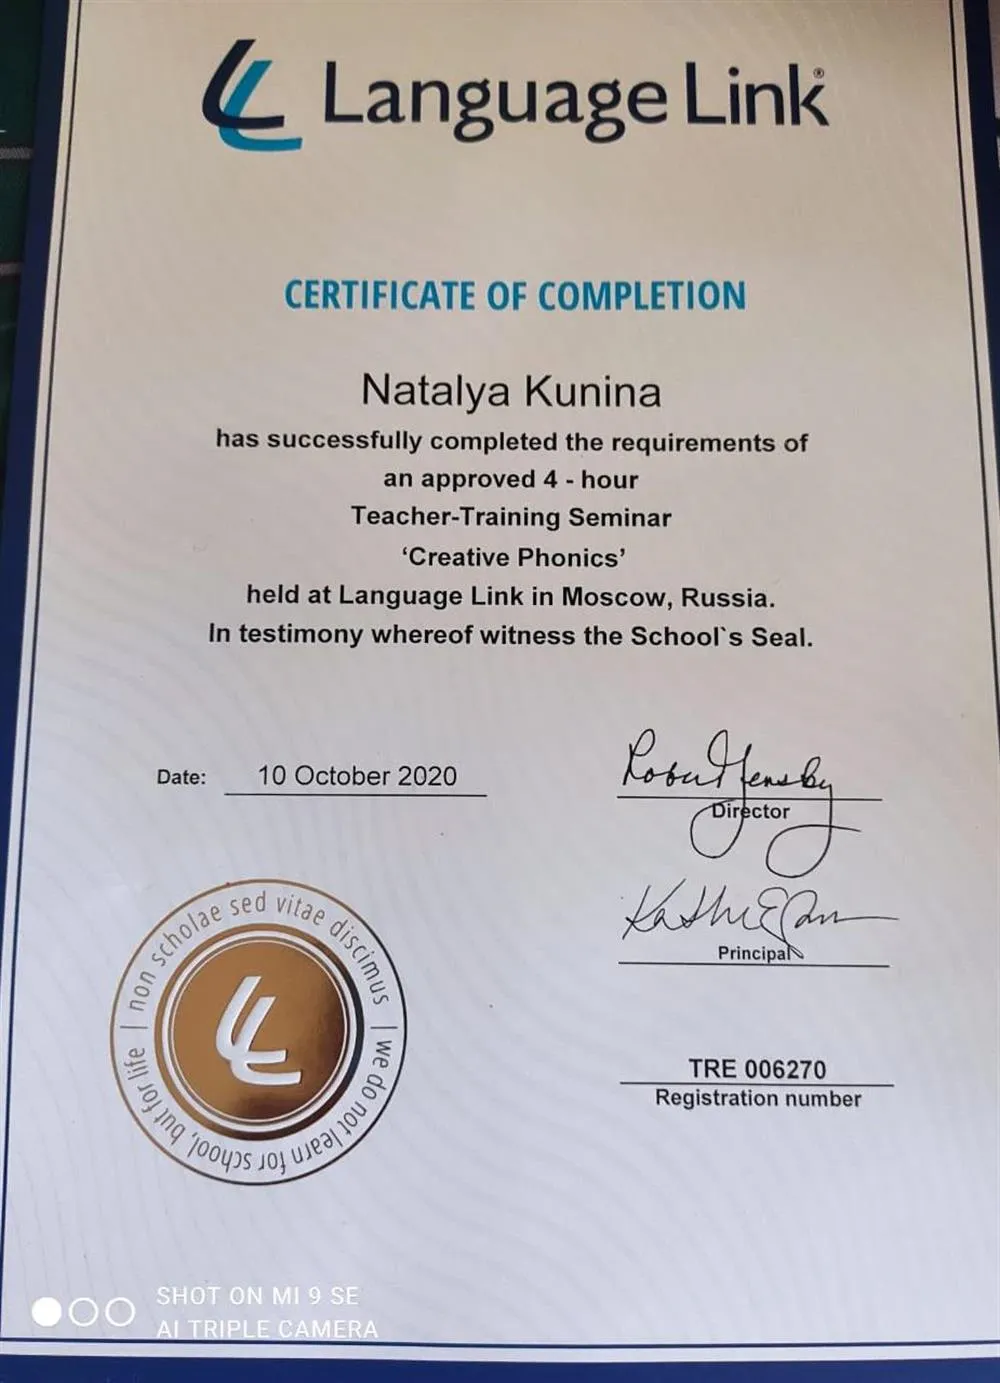 Language Link®
CERTIFICATE OF COMPLETION
Natalya Kunina
has successfully completed the requirements of
an approved 4 - hour
Teacher-Training Seminar
‘Creative Phonics’
held at Language Link in Moscow, Russia.
In testimony whereof witness the School`s Seal.
Date: 10 October 2020
Robert Jensky
Director
Principal
non scholae sed vitae discimus | we do not learn for school, but for life |
TRE 006270
Registration number
SHOT ON MI 9 SE
AI TRIPLE CAMERA